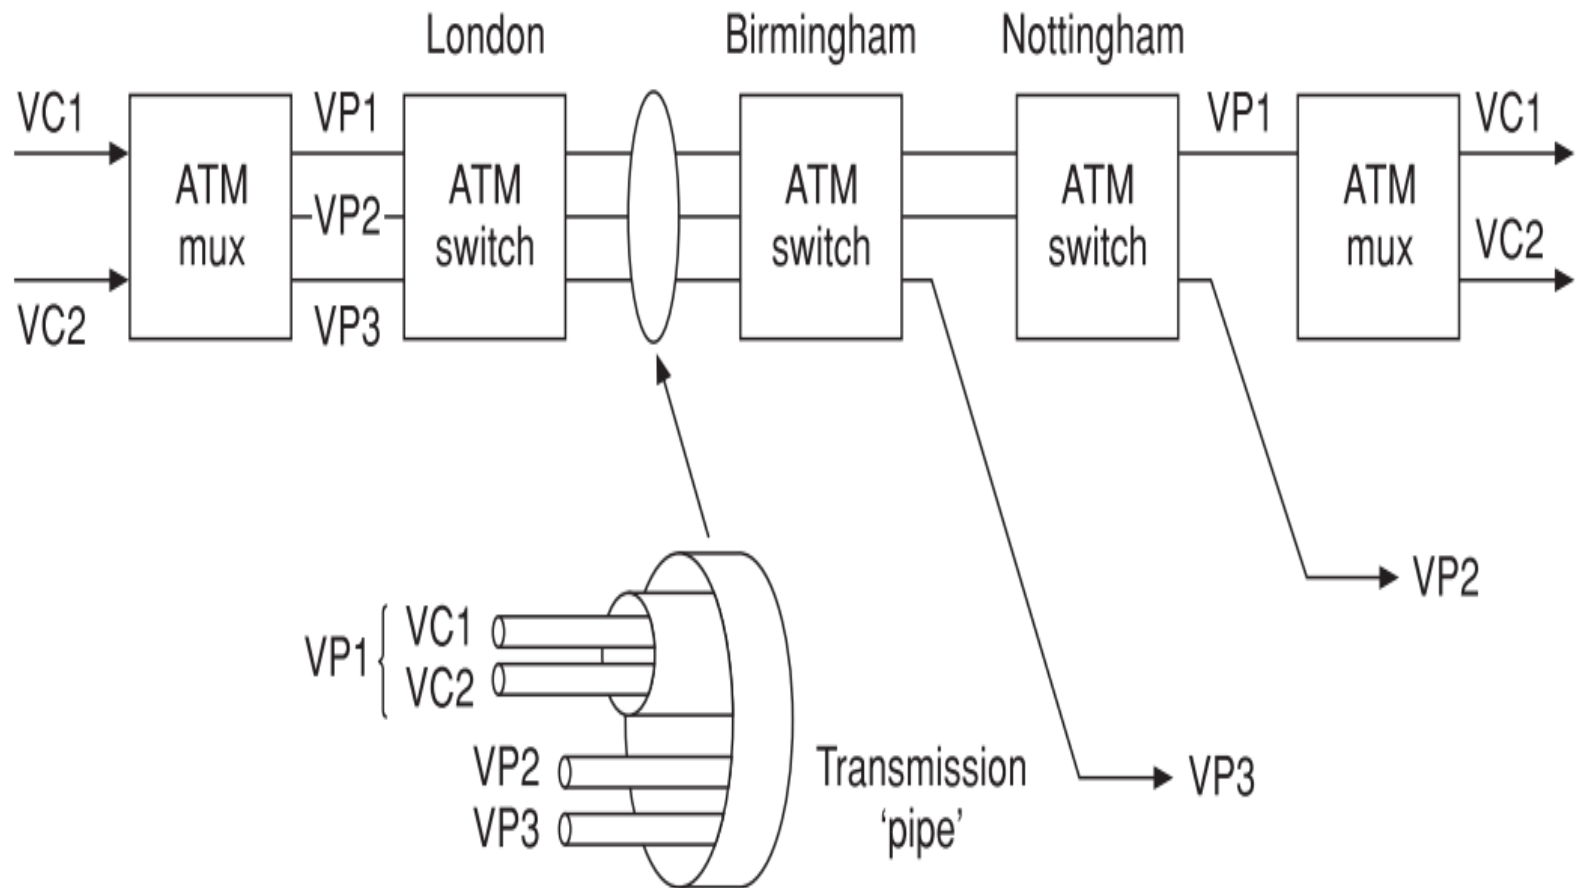 London
Birmingham
Nottingham
VC1
VP1
VP1
VC1
ATM
mux
VP2
ATM
switch
ATM
switch
ATM
switch
ATM
mux
VC2
VC2
VP3
VP2
VP1
VC1
VC2
VP2
VP3
Transmission
‘pipe’
VP3